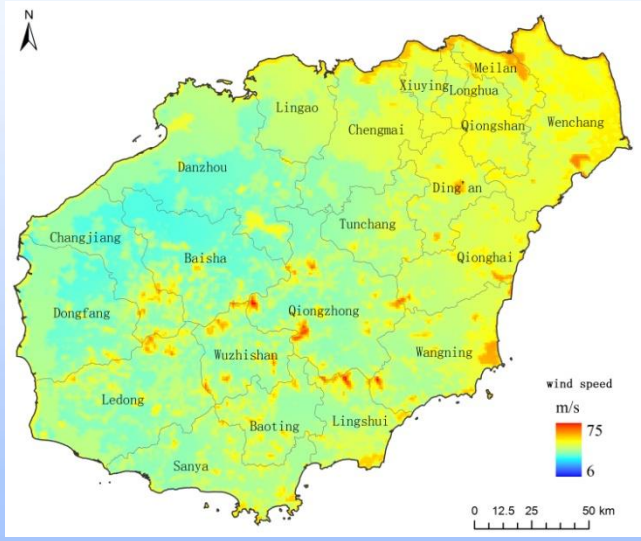 N
Meilan
Xiuying
Longhua
Lingao
Chengmai
Qiongshan
Wenchang
Danzhou
Ding'an
Tunchang
Changjiang
Baisha
Qionghai
Dongfang
Qiongzhong
Wuzhishan
Wangning
Ledong
Baoting
Lingshui
Sanya
wind speed
m/s
75
6
0 12.5 25 50 km